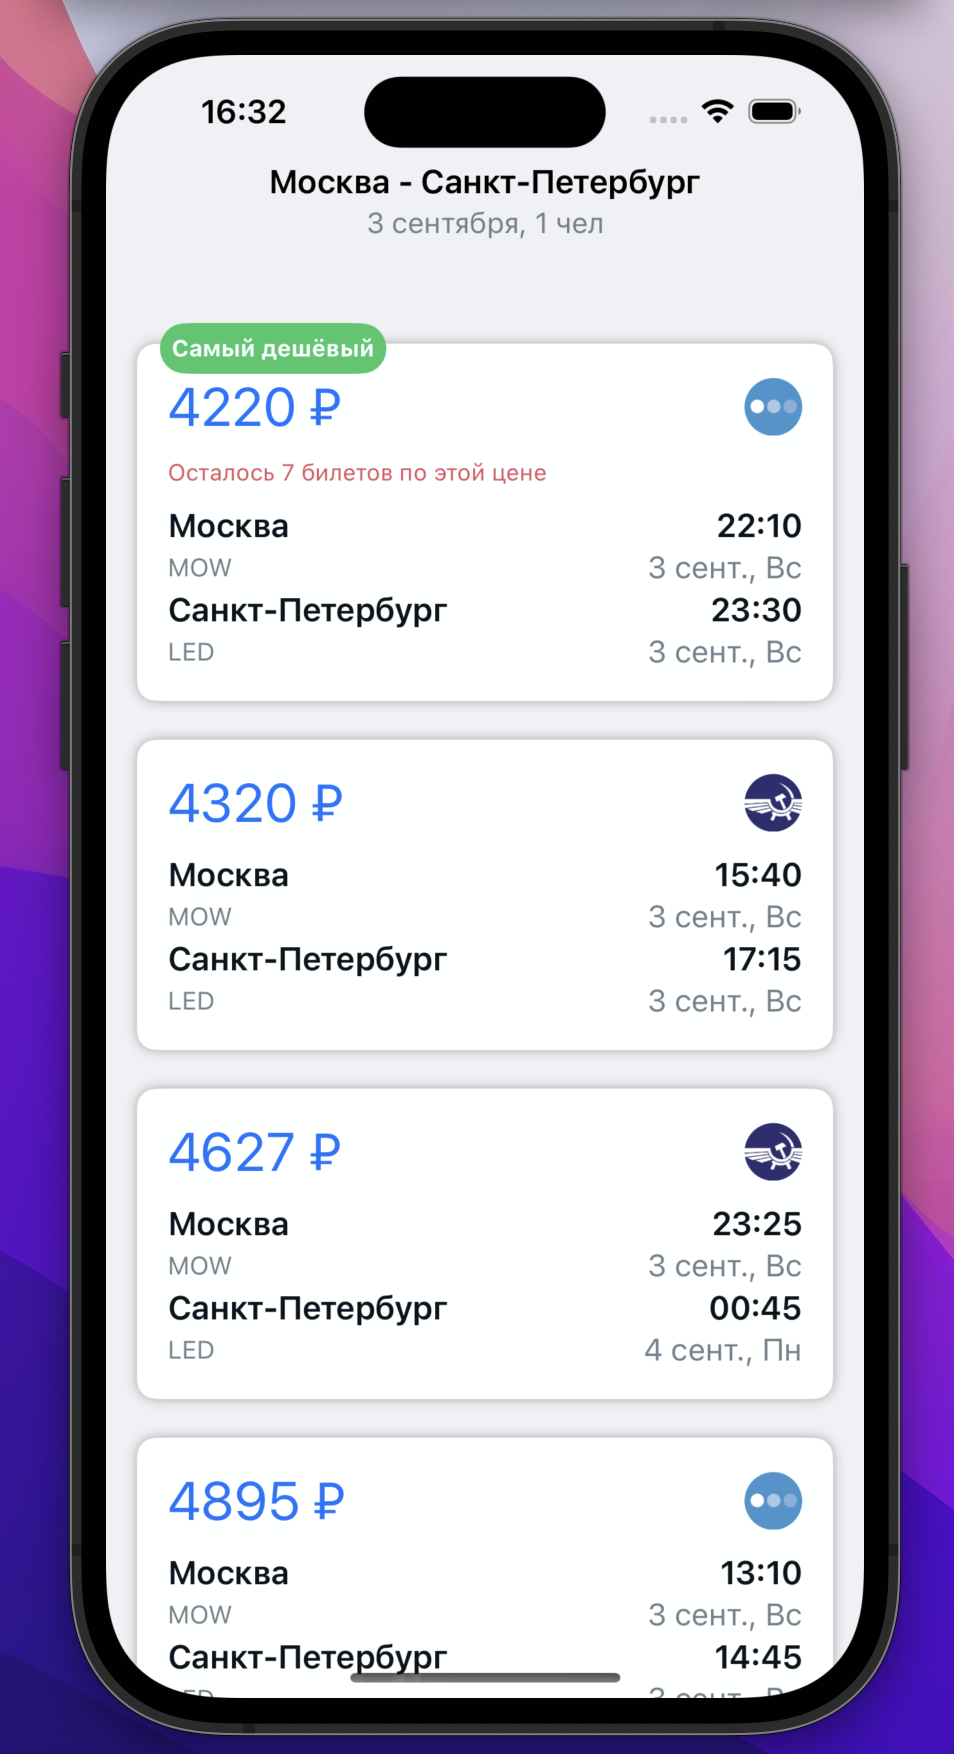 16:32
Москва - Санкт-Петербург
3 сентября, 1 чел
Самый дешёвый
4220 ₽
Осталось 7 билетов по этой цене
Москва 22:10
MOW 3 сент., Вс
Санкт-Петербург 23:30
LED 3 сент., Вс
4320 ₽
Москва 15:40
MOW 3 сент., Вс
Санкт-Петербург 17:15
LED 3 сент., Вс
4627 ₽
Москва 23:25
MOW 3 сент., Вс
Санкт-Петербург 00:45
LED 4 сент., Пн
4895 ₽
Москва 13:10
MOW 3 сент., Вс
Санкт-Петербург 14:45